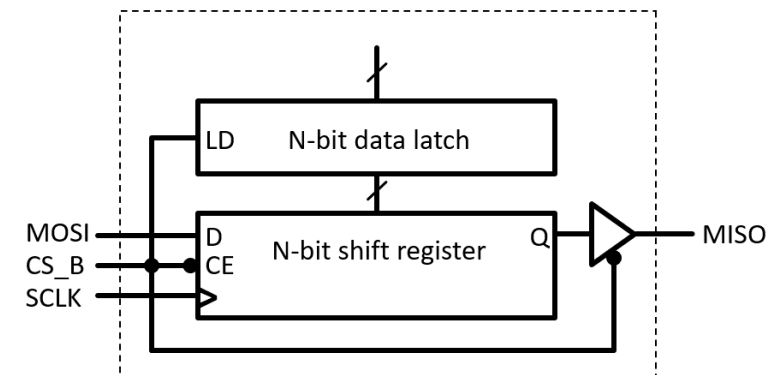 LD N-bit data latch
MOSI D N-bit shift register Q MISO
CS_B CE
SCLK